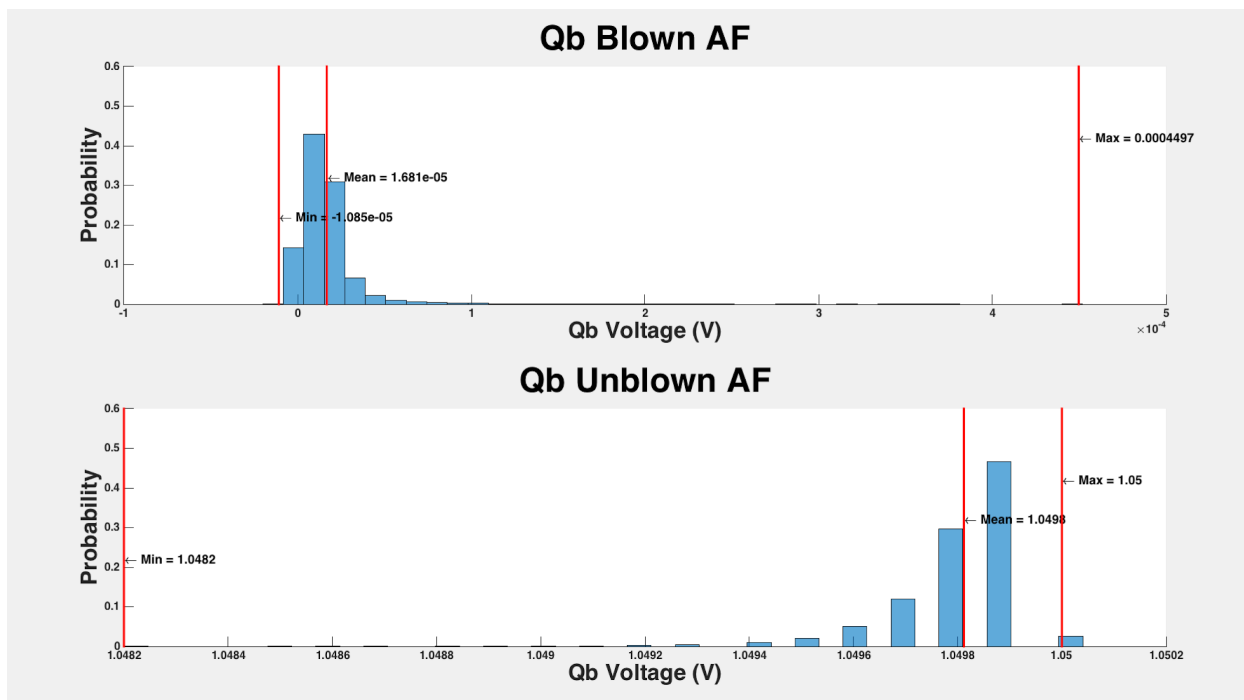 Qb Blown AF
0.6
0.5
0.4
0.3
0.2
0.1
0
Probability
← Max = 0.0004497
← Mean = 1.681e-05
← Min = -1.085e-05
-1 0 1 2 3 4 5
×10⁻⁴
Qb Voltage (V)
Qb Unblown AF
0.6
0.5
0.4
0.3
0.2
0.1
0
Probability
← Max = 1.05
← Mean = 1.0498
← Min = 1.0482
1.0482 1.0484 1.0486 1.0488 1.049 1.0492 1.0494 1.0496 1.0498 1.05 1.0502
Qb Voltage (V)